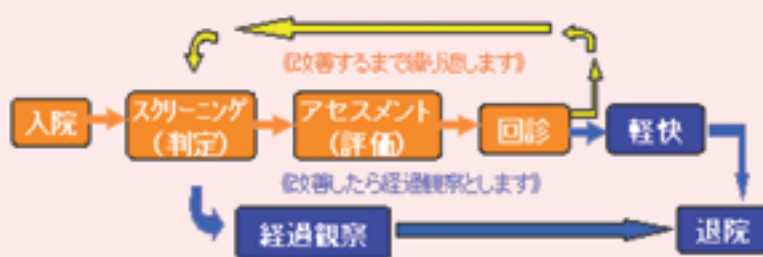 《改善するまで繰り返します》
入院
スクリーニング
(判定)
アセスメント
(評価)
回診
軽快
《改善したら経過観察とします》
経過観察
退院